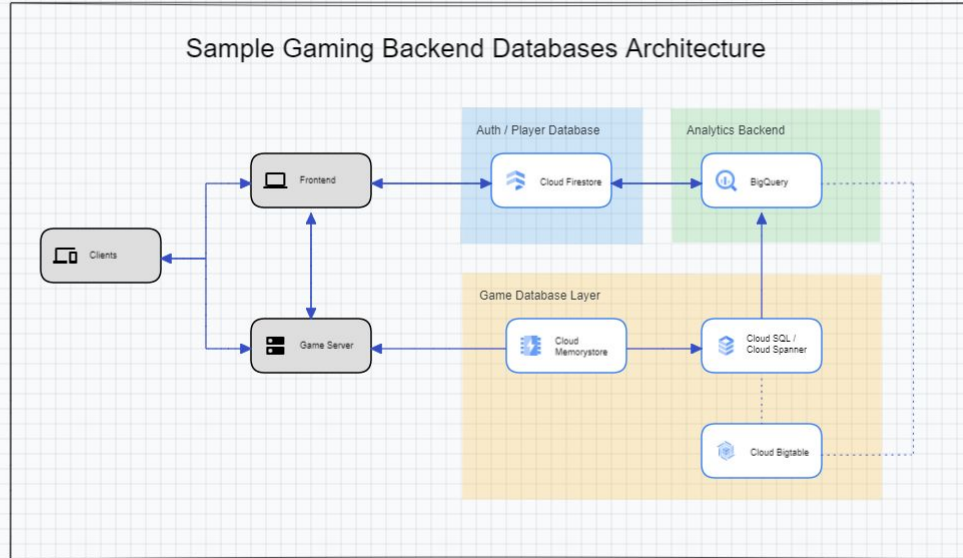 Sample Gaming Backend Databases Architecture
Auth / Player Database
Analytics Backend
Frontend
Cloud Firestore
BigQuery
Clients
Game Database Layer
Game Server
Cloud
Memorystore
Cloud SQL /
Cloud Spanner
Cloud Bigtable